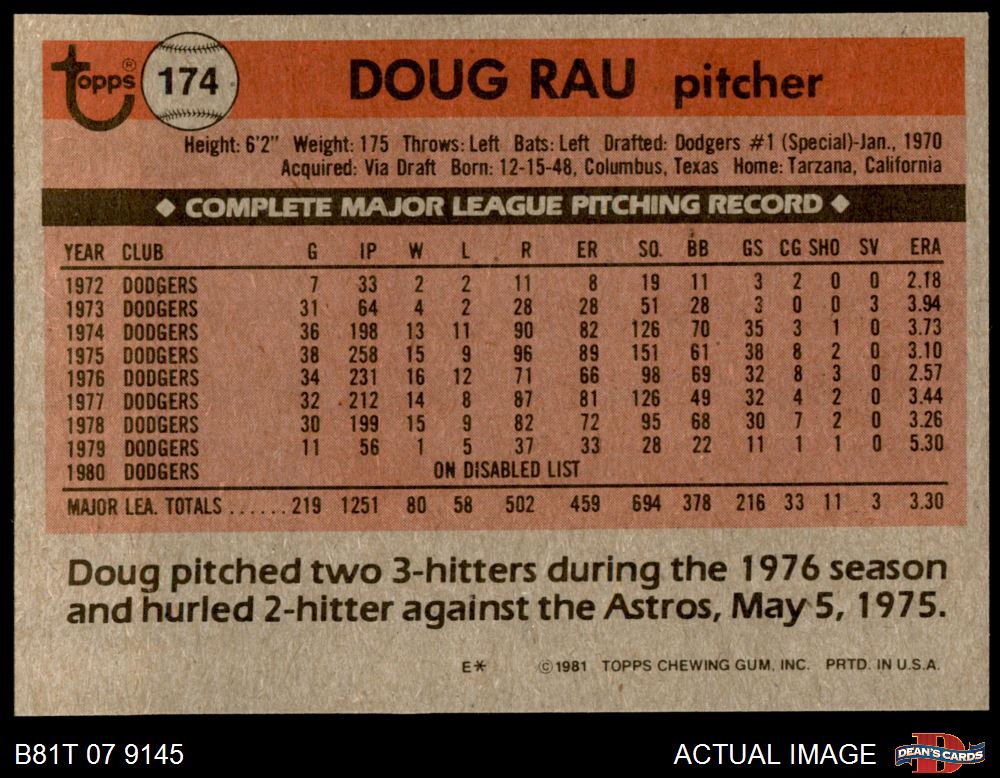 Topps® 174 DOUG RAU pitcher
Height: 6'2" Weight: 175 Throws: Left Bats: Left Drafted: Dodgers #1 (Special)-Jan., 1970
Acquired: Via Draft Born: 12-15-48, Columbus, Texas Home: Tarzana, California
◆ COMPLETE MAJOR LEAGUE PITCHING RECORD ◆
YEAR CLUB G IP W L R ER SO. BB GS CG SHO SV ERA
1972 DODGERS 7 33 2 2 11 8 19 11 3 2 0 0 2.18
1973 DODGERS 31 64 4 2 28 28 51 28 3 0 0 3 3.94
1974 DODGERS 36 198 13 11 90 82 126 70 35 3 1 0 3.73
1975 DODGERS 38 258 15 9 96 89 151 61 38 8 2 0 3.10
1976 DODGERS 34 231 16 12 71 66 98 69 32 8 3 0 2.57
1977 DODGERS 32 212 14 8 87 81 126 49 32 4 2 0 3.44
1978 DODGERS 30 199 15 9 82 72 95 68 30 7 2 0 3.26
1979 DODGERS 11 56 1 5 37 33 28 22 11 1 1 0 5.30
1980 DODGERS ON DISABLED LIST
MAJOR LEA. TOTALS ...... 219 1251 80 58 502 459 694 378 216 33 11 3 3.30
Doug pitched two 3-hitters during the 1976 season
and hurled 2-hitter against the Astros, May 5, 1975.
E* ©1981 TOPPS CHEWING GUM, INC. PRTD. IN U.S.A.
B81T 07 9145 ACTUAL IMAGE DEAN'S CARDS